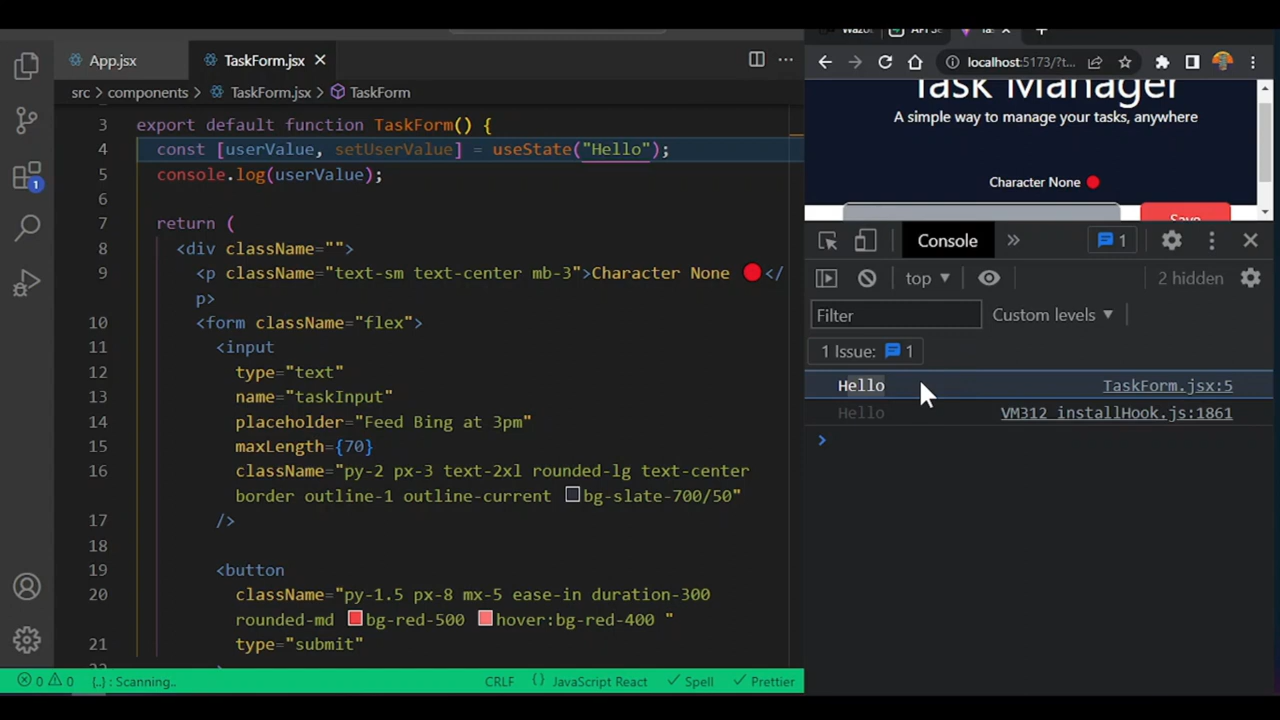 App.jsx
TaskForm.jsx
src > components > TaskForm.jsx > TaskForm
3 export default function TaskForm() {
4 const [userValue, setUserValue] = useState("Hello");
5 console.log(userValue);
6
7 return (
8 <div className="">
9 <p className="text-sm text-center mb-3">Character None 🔴</
p>
10 <form className="flex">
11 <input
12 type="text"
13 name="taskInput"
14 placeholder="Feed Bing at 3pm"
15 maxLength={70}
16 className="py-2 px-3 text-2xl rounded-lg text-center
border outline-1 outline-current bg-slate-700/50"
17 />
18
19 <button
20 className="py-1.5 px-8 mx-5 ease-in duration-300
rounded-md bg-red-500 hover:bg-red-400 "
21 type="submit"
1
0 0 {..} : Scanning..
CRLF {} JavaScript React Spell Prettier
localhost:5173/?t...
Task Manager
A simple way to manage your tasks, anywhere
Character None 🔴
Save
Console
1
top
2 hidden
Filter
Custom levels
1 Issue: 1
Hello TaskForm.jsx:5
Hello VM312 installHook.js:1861